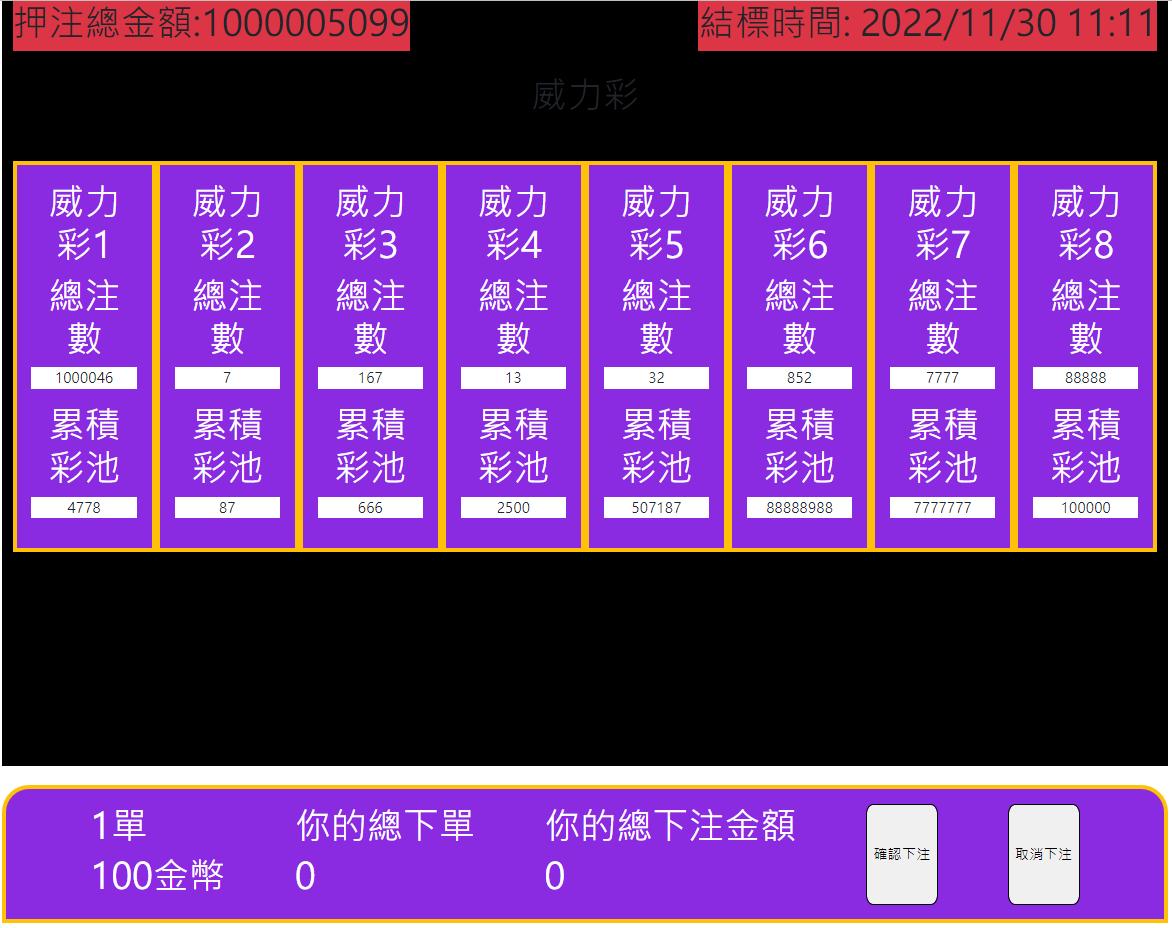 押注總金額:1000005099 結標時間: 2022/11/30 11:11
威力彩
威力 威力 威力 威力 威力 威力 威力 威力
彩1 彩2 彩3 彩4 彩5 彩6 彩7 彩8
總注 總注 總注 總注 總注 總注 總注 總注
數 數 數 數 數 數 數 數
1000046 7 167 13 32 852 7777 88888
累積 累積 累積 累積 累積 累積 累積 累積
彩池 彩池 彩池 彩池 彩池 彩池 彩池 彩池
4778 87 666 2500 507187 88888988 7777777 100000
1單 你的總下單 你的總下注金額
確認下注 取消下注
100金幣 0 0